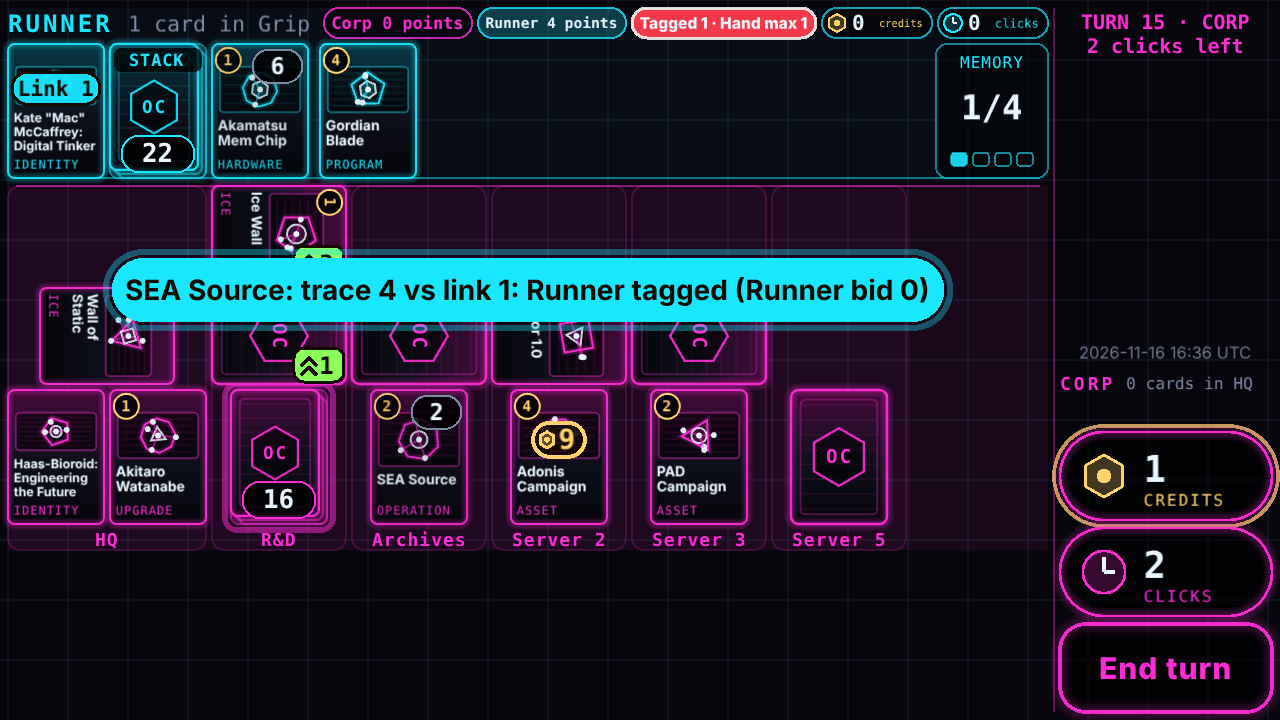 RUNNER 1 card in Grip
Corp 0 points
Runner 4 points
Tagged 1 · Hand max 1
0 credits
0 clicks
TURN 15 · CORP
2 clicks left
Link 1
Kate "Mac"
McCaffrey:
Digital Tinker
IDENTITY
STACK
OC
22
1
6
Akamatsu
Mem Chip
HARDWARE
4
Gordian
Blade
PROGRAM
MEMORY
1/4
ICE
Ice Wall
1
SEA Source: trace 4 vs link 1: Runner tagged (Runner bid 0)
ICE
Wall of
Static
OC
1
OC
or 1.0
OC
2026-11-16 16:36 UTC
CORP 0 cards in HQ
Haas-Bioroid:
Engineering
the Future
IDENTITY
1
Akitaro
Watanabe
UPGRADE
OC
16
2
2
SEA Source
OPERATION
4
9
Adonis
Campaign
ASSET
2
PAD
Campaign
ASSET
OC
HQ
R&D
Archives
Server 2
Server 3
Server 5
1
CREDITS
2
CLICKS
End turn